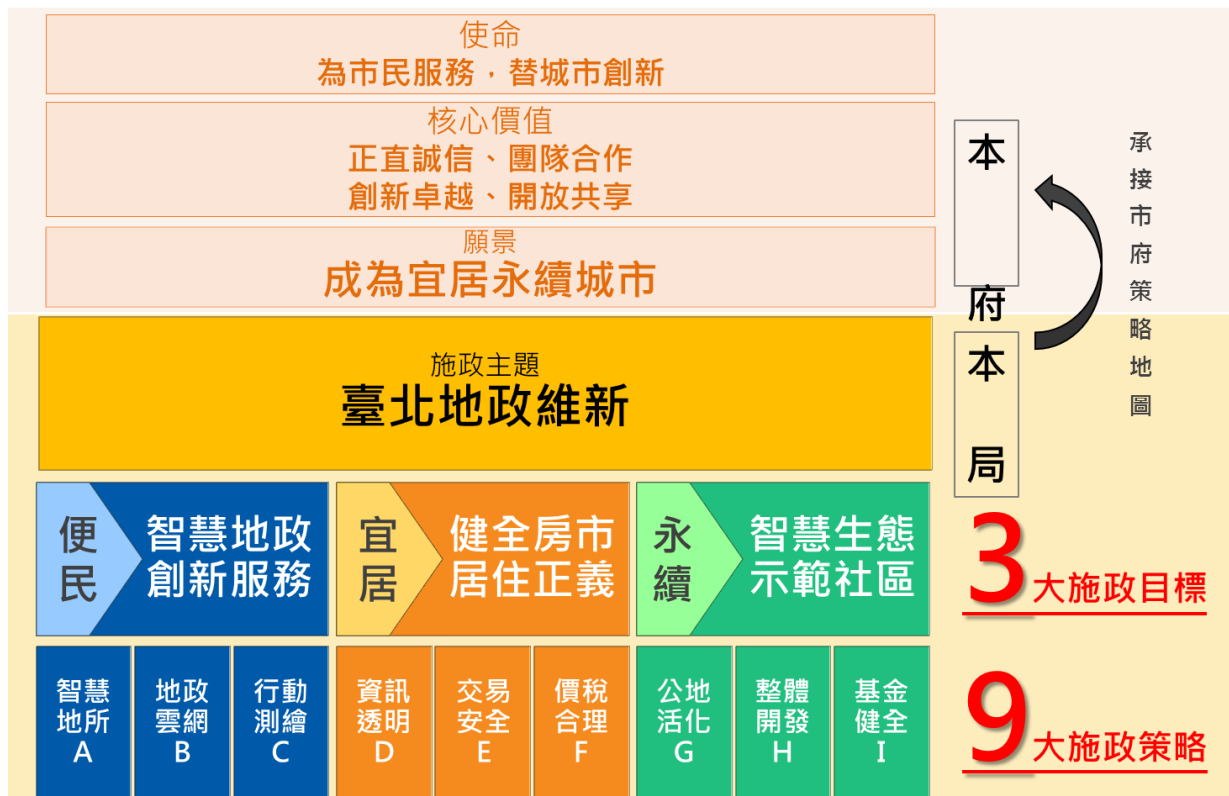 使命
為市民服務，替城市創新
核心價值
正直誠信、團隊合作
創新卓越、開放共享
願景
成為宜居永續城市
本
府
承
接
市
府
策
略
地
圖
施政主題
臺北地政維新
本
局
便
民
智慧地政
創新服務
宜
居
健全房市
居住正義
永
續
智慧生態
示範社區
3大施政目標
智慧
地所
A
地政
雲網
B
行動
測繪
C
資訊
透明
D
交易
安全
E
價稅
合理
F
公地
活化
G
整體
開發
H
基金
健全
I
9大施政策略